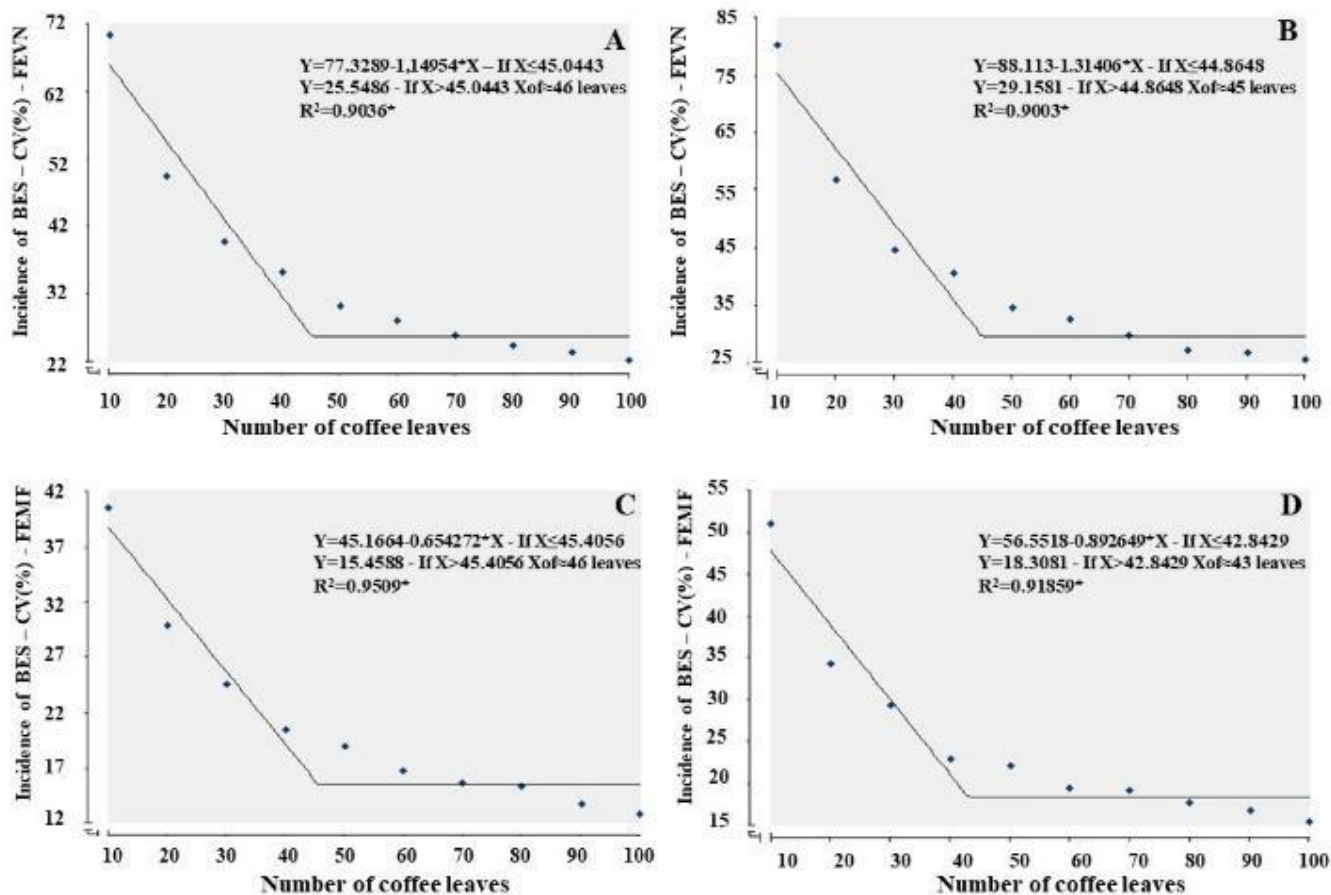 A
Incidence of BES – CV(%) - FEVN
72
62
52
42
32
22
Y=77.3289-1,14954*X – If X≤45.0443
Y=25.5486 - If X>45.0443 Xof≈46 leaves
R²=0.9036*
10 20 30 40 50 60 70 80 90 100
Number of coffee leaves
B
Incidence of BES – CV(%) - FEVN
85
75
65
55
45
35
25
Y=88.113-1.31406*X - If X≤44.8648
Y=29.1581 - If X>44.8648 Xof≈45 leaves
R²=0.9003*
10 20 30 40 50 60 70 80 90 100
Number of coffee leaves
C
Incidence of BES – CV(%) - FEMF
42
37
32
27
22
17
12
Y=45.1664-0.654272*X - If X≤45.4056
Y=15.4588 - If X>45.4056 Xof≈46 leaves
R²=0.9509*
10 20 30 40 50 60 70 80 90 100
Number of coffee leaves
D
Incidence of BES – CV(%) - FEMF
55
50
45
40
35
30
25
20
15
Y=56.5518-0.892649*X - If X≤42.8429
Y=18.3081 - If X>42.8429 Xof≈43 leaves
R²=0.91859*
10 20 30 40 50 60 70 80 90 100
Number of coffee leaves